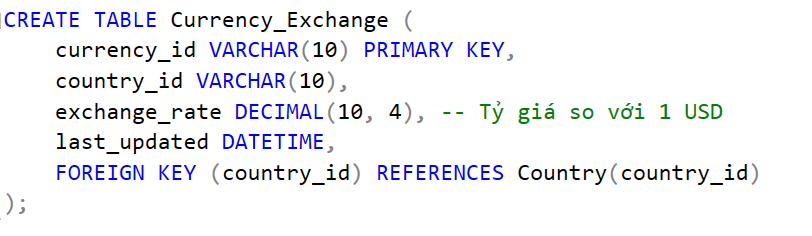 CREATE TABLE Currency_Exchange (
    currency_id VARCHAR(10) PRIMARY KEY,
    country_id VARCHAR(10),
    exchange_rate DECIMAL(10, 4), -- Tỷ giá so với 1 USD
    last_updated DATETIME,
    FOREIGN KEY (country_id) REFERENCES Country(country_id)
);